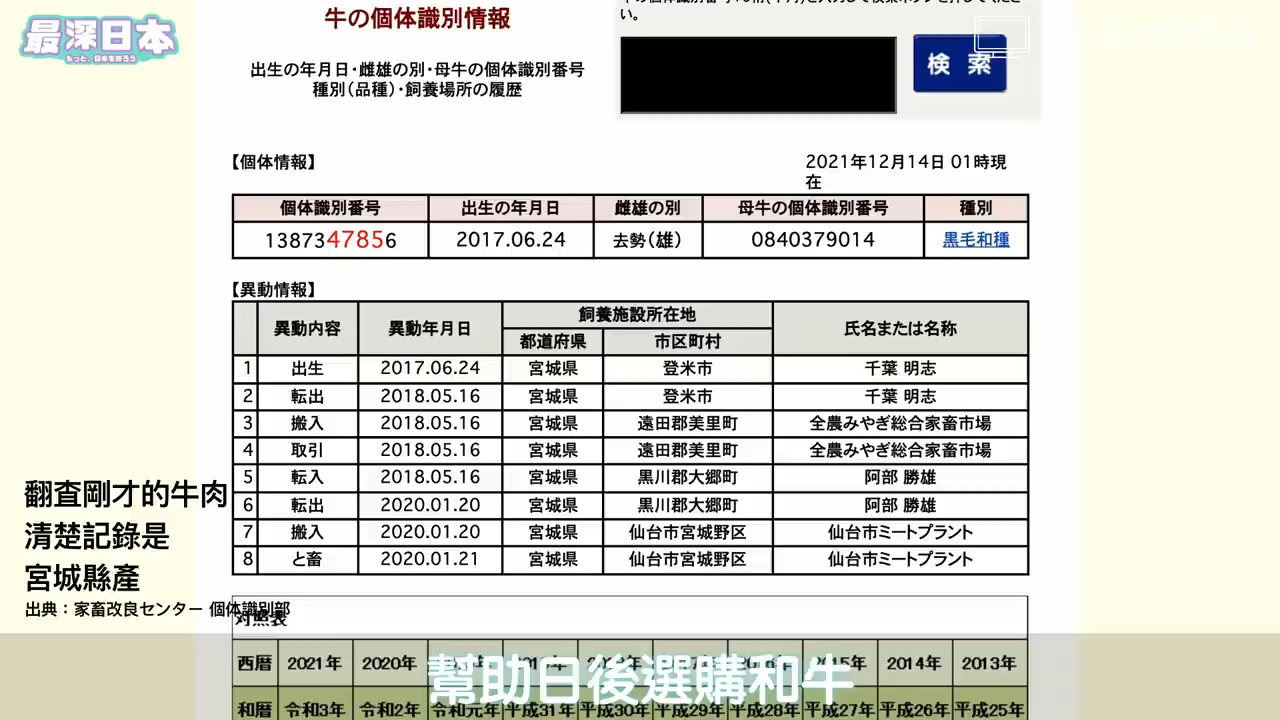 最深日本
もっと、日本を知ろう
牛の個体識別情報
出生の年月日・雌雄の別・母牛の個体識別番号
種別(品種)・飼養場所の履歴
い。
検 索
【個体情報】
2021年12月14日 01時現
在
個体識別番号 出生の年月日 雌雄の別 母牛の個体識別番号 種別
1387347856 2017.06.24 去勢(雄) 0840379014 黒毛和種
【異動情報】
異動内容 異動年月日 飼養施設所在地 氏名または名称
都道府県 市区町村
1 出生 2017.06.24 宮城県 登米市 千葉 明志
2 転出 2018.05.16 宮城県 登米市 千葉 明志
3 搬入 2018.05.16 宮城県 遠田郡美里町 全農みやぎ総合家畜市場
4 取引 2018.05.16 宮城県 遠田郡美里町 全農みやぎ総合家畜市場
5 転入 2018.05.16 宮城県 黒川郡大郷町 阿部 勝雄
6 転出 2020.01.20 宮城県 黒川郡大郷町 阿部 勝雄
7 搬入 2020.01.20 宮城県 仙台市宮城野区 仙台市ミートプラント
8 と畜 2020.01.21 宮城県 仙台市宮城野区 仙台市ミートプラント
翻査剛才的牛肉
清楚記錄是
宮城縣產
出典：家畜改良センター 個体識別部
対照表
西暦 2021年 2020年 2014年 2013年
幫助日後選購和牛
和暦 令和3年 令和2年 令和元年 平成31年 平成30年 平成29年 平成28年 平成27年 平成26年 平成25年